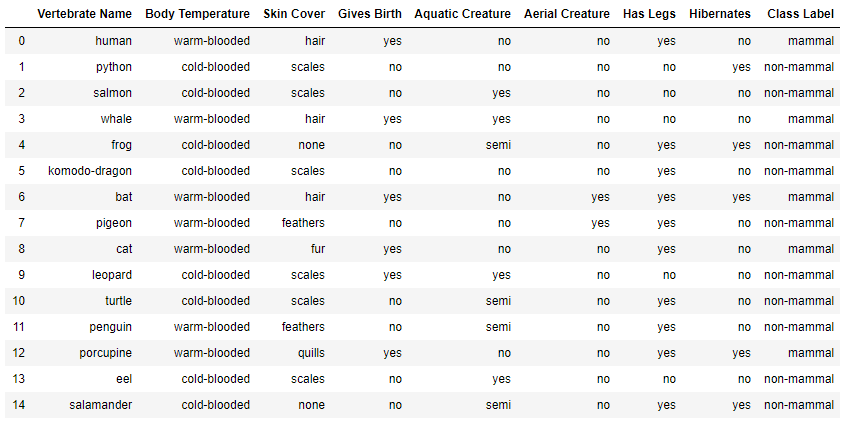 Vertebrate Name Body Temperature Skin Cover Gives Birth Aquatic Creature Aerial Creature Has Legs Hibernates Class Label
0 human warm-blooded hair yes no no yes no mammal
1 python cold-blooded scales no no no no yes non-mammal
2 salmon cold-blooded scales no yes no no no non-mammal
3 whale warm-blooded hair yes yes no no no mammal
4 frog cold-blooded none no semi no yes yes non-mammal
5 komodo-dragon cold-blooded scales no no no yes no non-mammal
6 bat warm-blooded hair yes no yes yes yes mammal
7 pigeon warm-blooded feathers no no yes yes no non-mammal
8 cat warm-blooded fur yes no no yes no mammal
9 leopard cold-blooded scales yes yes no no no non-mammal
10 turtle cold-blooded scales no semi no yes no non-mammal
11 penguin warm-blooded feathers no semi no yes no non-mammal
12 porcupine warm-blooded quills yes no no yes yes mammal
13 eel cold-blooded scales no yes no no no non-mammal
14 salamander cold-blooded none no semi no yes yes non-mammal